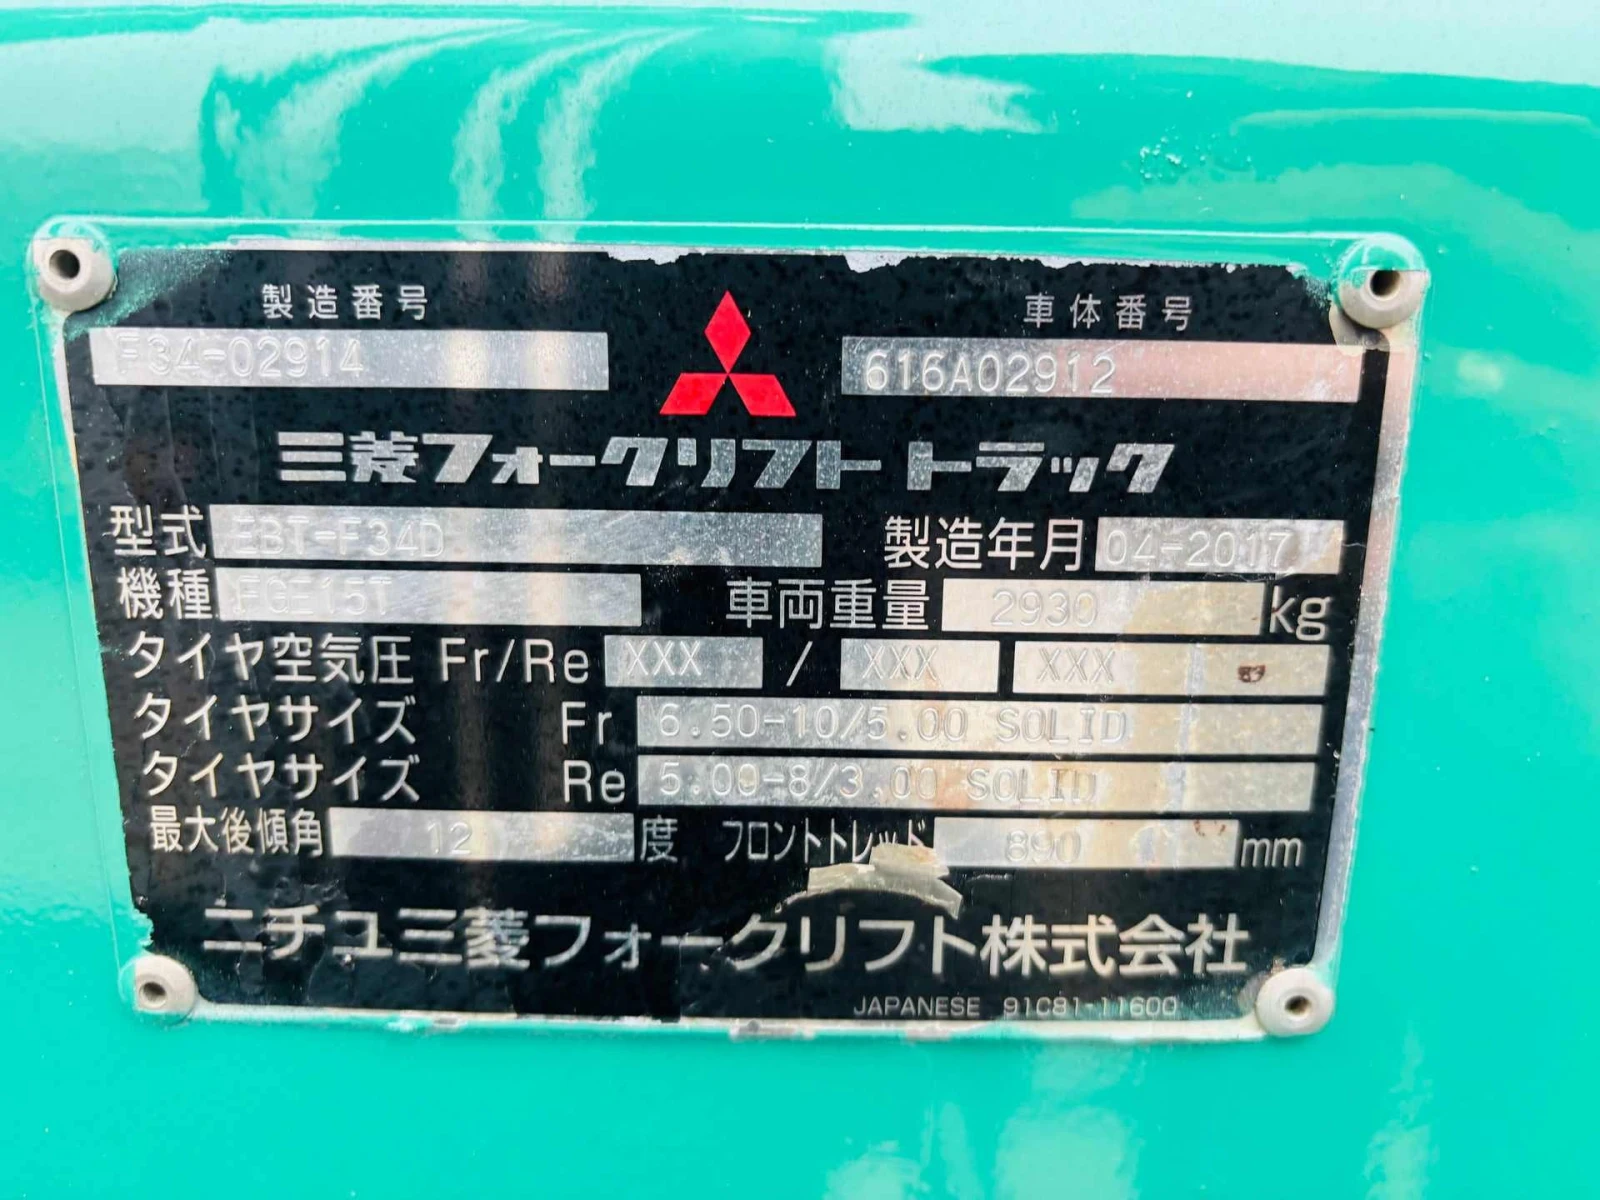 製造番号 車体番号
F34-02914 616A02912
三菱フォークリフト トラック
型式 EBT-F34D 製造年月 04-2017
機種 FGE15T 車両重量 2930 kg
タイヤ空気圧 Fr/Re XXX / XXX XXX
タイヤサイズ Fr 6.50-10/5.00 SOLID
タイヤサイズ Re 5.00-8/3.00 SOLID
最大後傾角 12 度 フロントトレッド 890 mm
ニチユ三菱フォークリフト株式会社
JAPANESE 91C81-11600